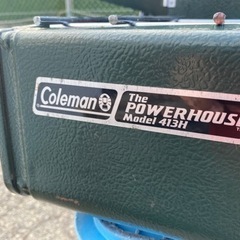 Coleman
The
POWERHOUSE
Model 413H